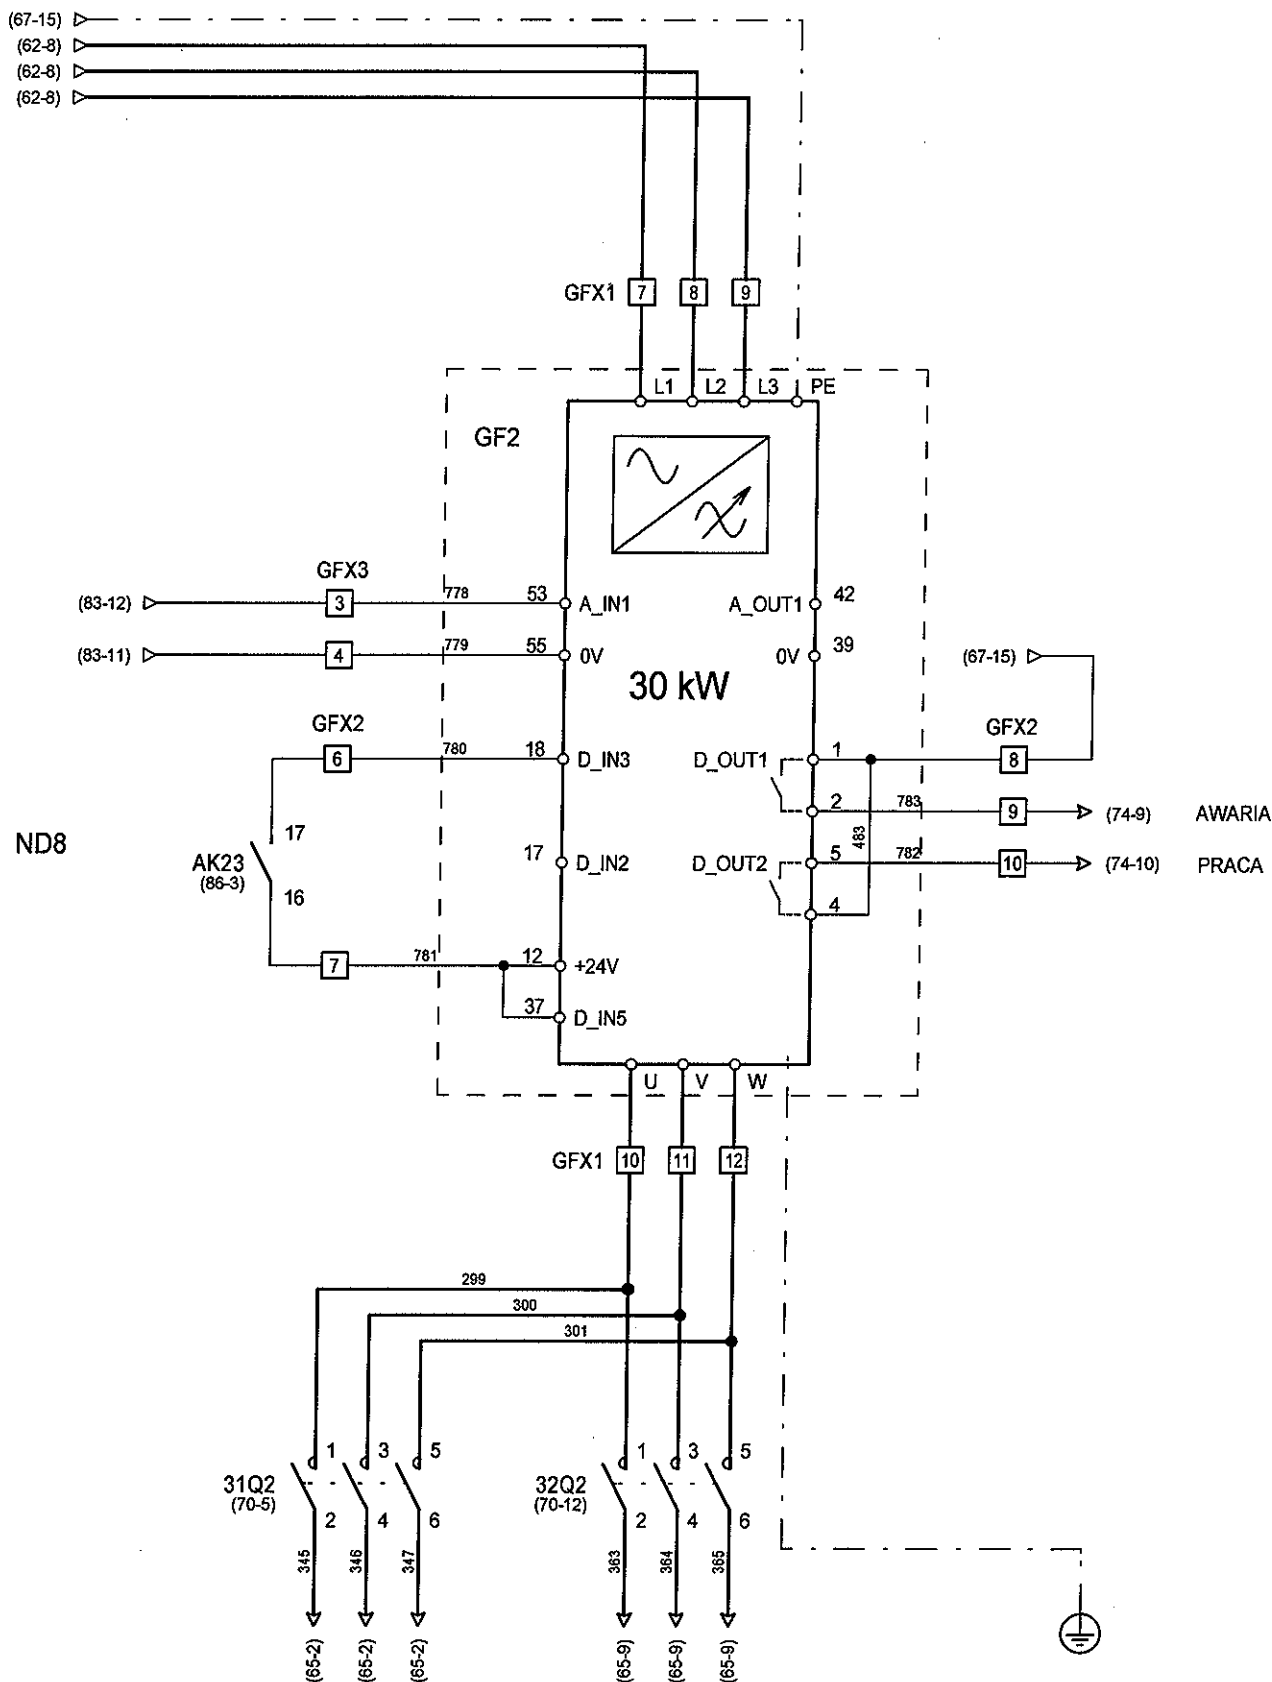 (67-15)
(62-8)
(62-8)
(62-8)
GFX1 7 8 9
L1 L2 L3 PE
GF2
GFX3
(83-12) 3 778 53 A_IN1 A_OUT1 42
(83-11) 4 779 55 0V 0V 39
30 kW
(67-15)
GFX2 GFX2
6 780 18 D_IN3 D_OUT1 1 8
ND8
17
AK23
(86-3)
16
2 783 9 (74-9) AWARIA
483
17 D_IN2 D_OUT2 5 782 10 (74-10) PRACA
4
7 781 12 +24V
37 D_IN5
U V W
GFX1 10 11 12
299
300
301
1 3 5 1 3 5
31Q2 32Q2
(70-5) (70-12)
2 4 6 2 4 6
345 346 347 363 364 365
(65-2) (65-2) (65-2) (65-9) (65-9) (65-9)